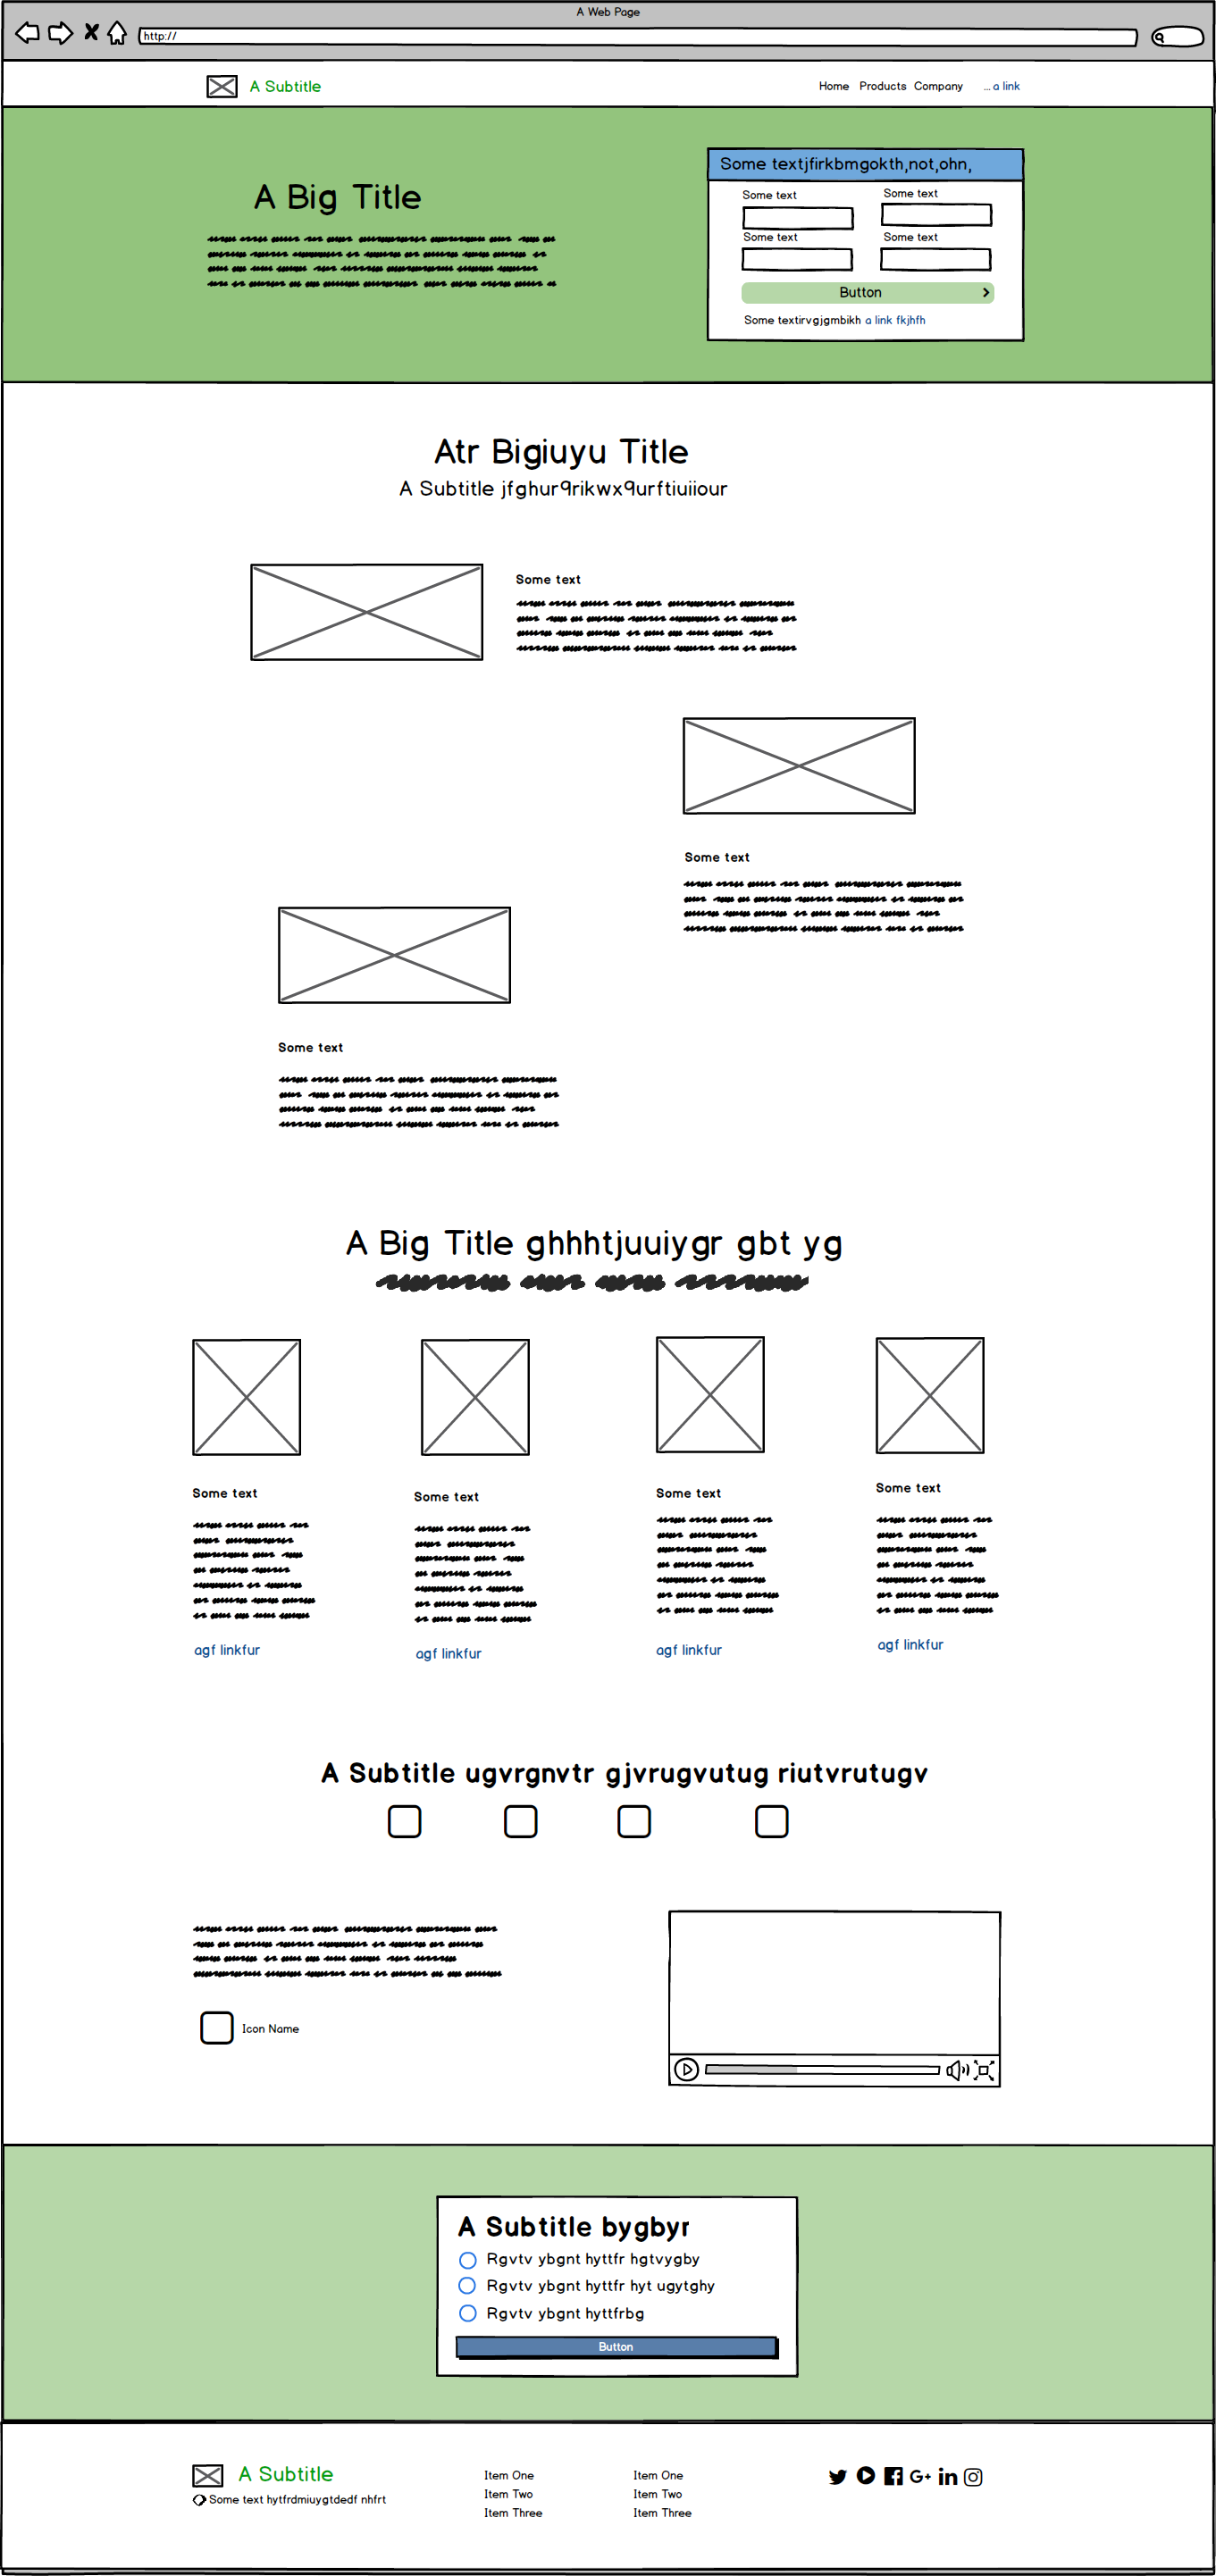 A Web Page
http://
A Subtitle
Home Products Company ... a link
Some textjfirkbmgokth,not,ohn,
A Big Title
Some text Some text
Some text Some text
Button
Some textirvgjgmbikh a link fkjhfh
Atr Bigiuyu Title
A Subtitle jfghur9rikwx9urftiuiiour
Some text
Some text
Some text
A Big Title ghhhtjuuiygr gbt yg
Some text Some text Some text Some text
agf linkfur agf linkfur agf linkfur agf linkfur
A Subtitle ugvrgnvtr gjvrugvutug riutvrutugv
Icon Name
A Subtitle bygbyr
Rgvtv ybgnt hyttfr hgtvygby
Rgvtv ybgnt hyttfr hyt ugytghy
Rgvtv ybgnt hyttfrbg
Button
A Subtitle
Some text hytfrdmiuygtdedf nhfrt
Item One
Item Two
Item Three
Item One
Item Two
Item Three